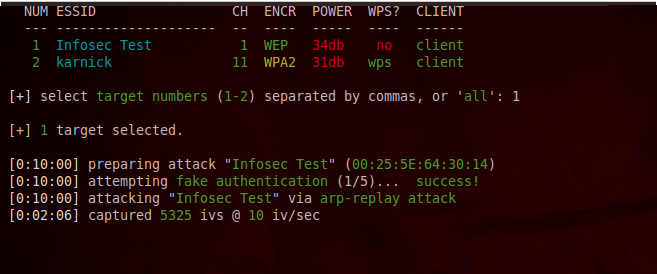 NUM ESSID                 CH  ENCR  POWER  WPS?  CLIENT
--- --------------------  --  ----  -----  ----  ------
1  Infosec Test           1  WEP   34db    no   client
2  karnick               11  WPA2  31db   wps   client
[+] select target numbers (1-2) separated by commas, or 'all': 1
[+] 1 target selected.
[0:10:00] preparing attack "Infosec Test" (00:25:5E:64:30:14)
[0:10:00] attempting fake authentication (1/5)...  success!
[0:10:00] attacking "Infosec Test" via arp-replay attack
[0:02:06] captured 5325 ivs @ 10 iv/sec